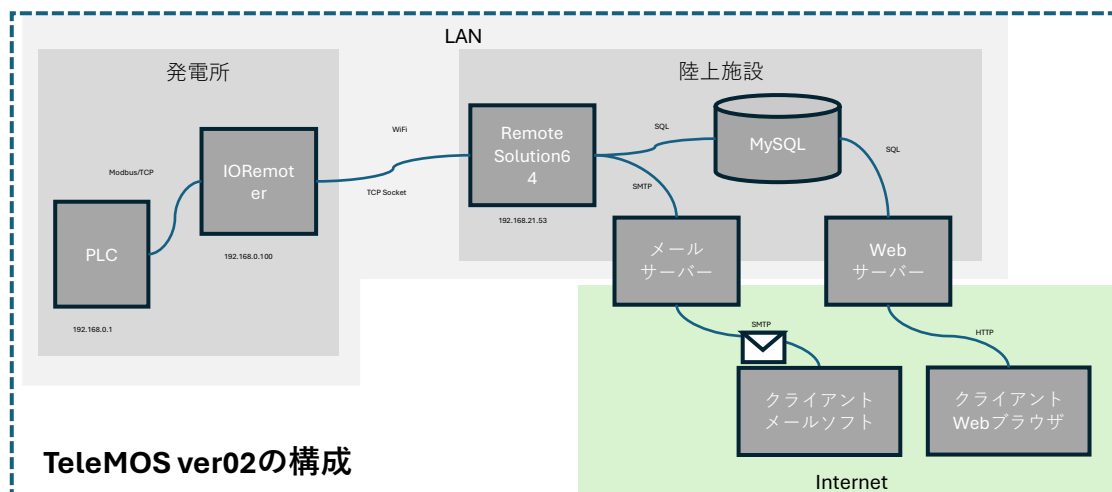 LAN
発電所
陸上施設
WiFi
Remote
Solution6
4
SQL
MySQL
SQL
IORemot
er
Modbus/TCP
TCP Socket
SMTP
PLC
192.168.21.53
192.168.0.100
メール
サーバー
Web
サーバー
192.168.0.1
SMTP
HTTP
クライアント
メールソフト
クライアント
Webブラウザ
TeleMOS ver02の構成
Internet